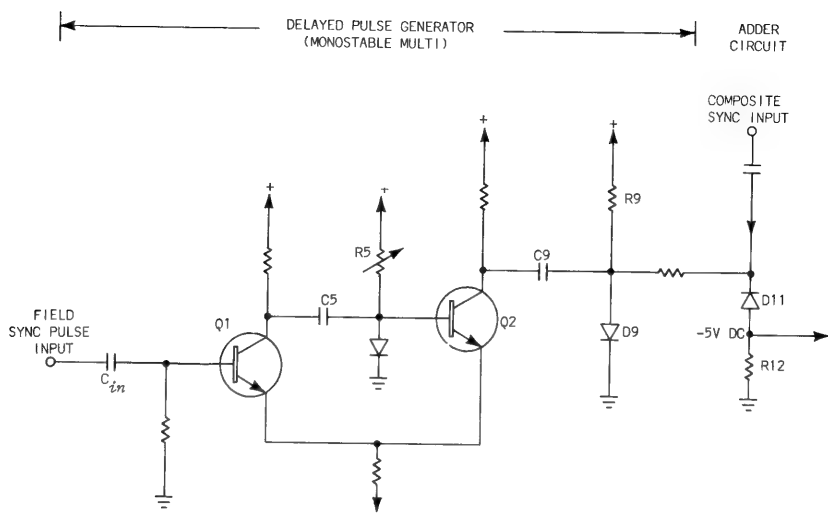 DELAYED PULSE GENERATOR
(MONOSTABLE MULTI)
ADDER
CIRCUIT
COMPOSITE
SYNC INPUT
+
+
+
+
R9
R5
C9
C5
Q1
Q2
D11
D9
-5V DC
R12
FIELD
SYNC PULSE
INPUT
Cin